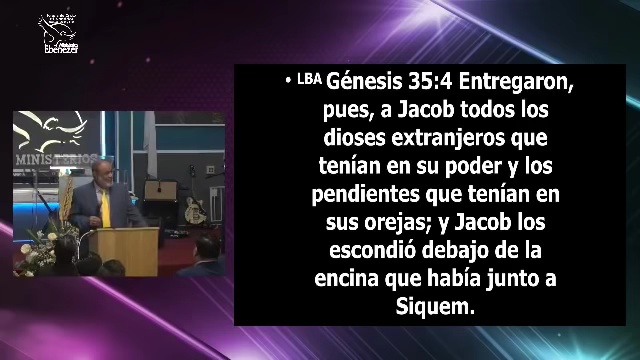 Ebenezer
MINISTERIOS
• LBA Génesis 35:4 Entregaron,
pues, a Jacob todos los
dioses extranjeros que
tenían en su poder y los
pendientes que tenían en
sus orejas; y Jacob los
escondió debajo de la
encina que había junto a
Siquem.